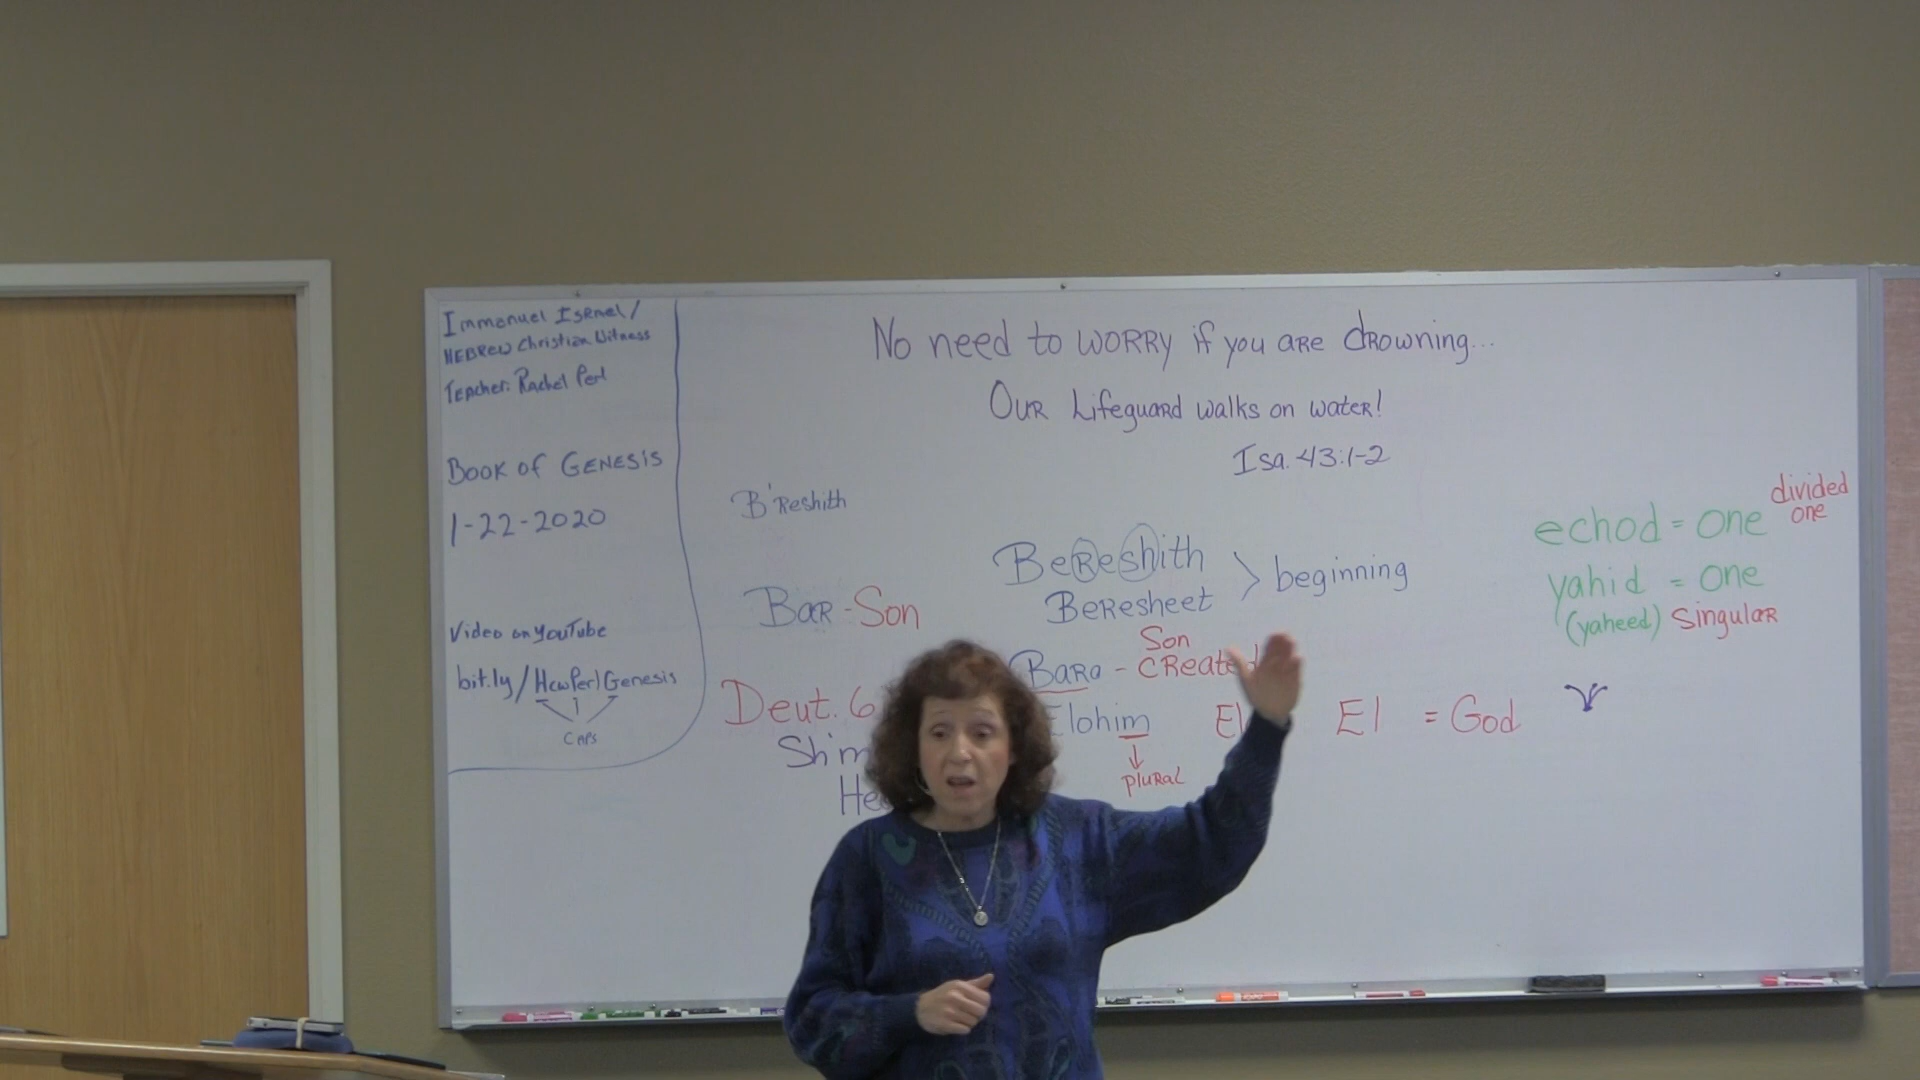 Immanuel Israel/
HEBREW Christian Witness
Teacher: Rachel Perl
BOOK of GENESIS
1-22-2020
Video on YouTube
bit.ly/HcwPerlGenesis
CAPS
No need to WORRY if you are drowning...
Our Lifeguard walks on water!
Isa. 43:1-2
B'Reshith
BeReshith
BeResheet > beginning
Bar - Son
Son
Bara - Created
Deut. 6
Elohim El El = God
plural
Sh'm
He
echod = one divided one
yahid = one
(yaheed) Singular